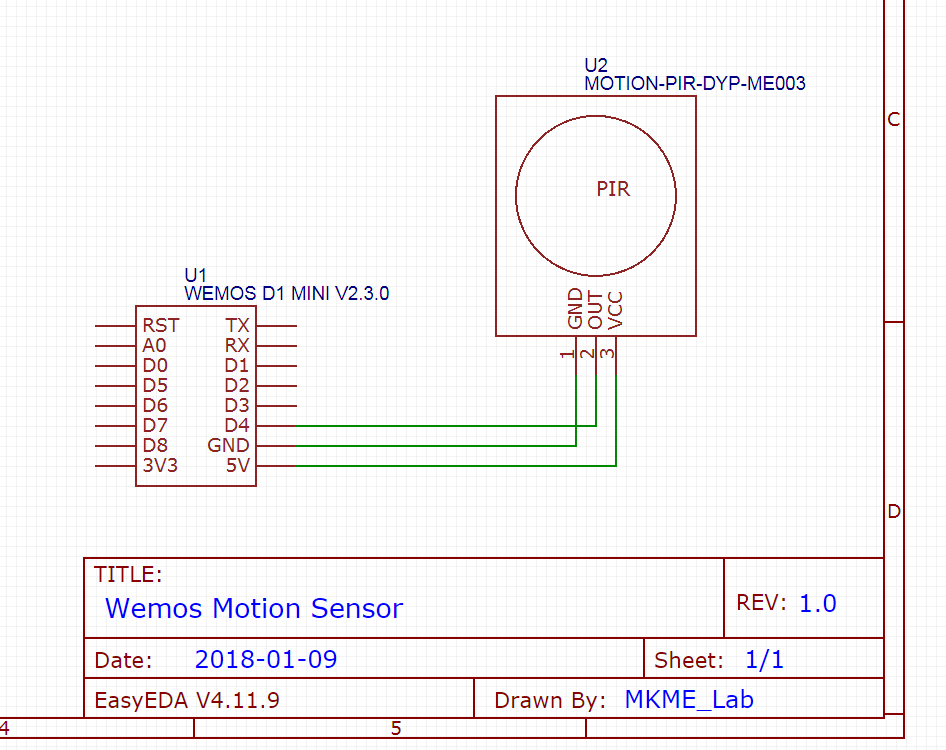 U2
MOTION-PIR-DYP-ME003
C
PIR
GND
OUT
VCC
1
2
3
U1
WEMOS D1 MINI V2.3.0
RST TX
A0 RX
D0 D1
D5 D2
D6 D3
D7 D4
D8 GND
3V3 5V
D
TITLE:
Wemos Motion Sensor
REV: 1.0
Date: 2018-01-09
Sheet: 1/1
EasyEDA V4.11.9
Drawn By: MKME_Lab
4 5